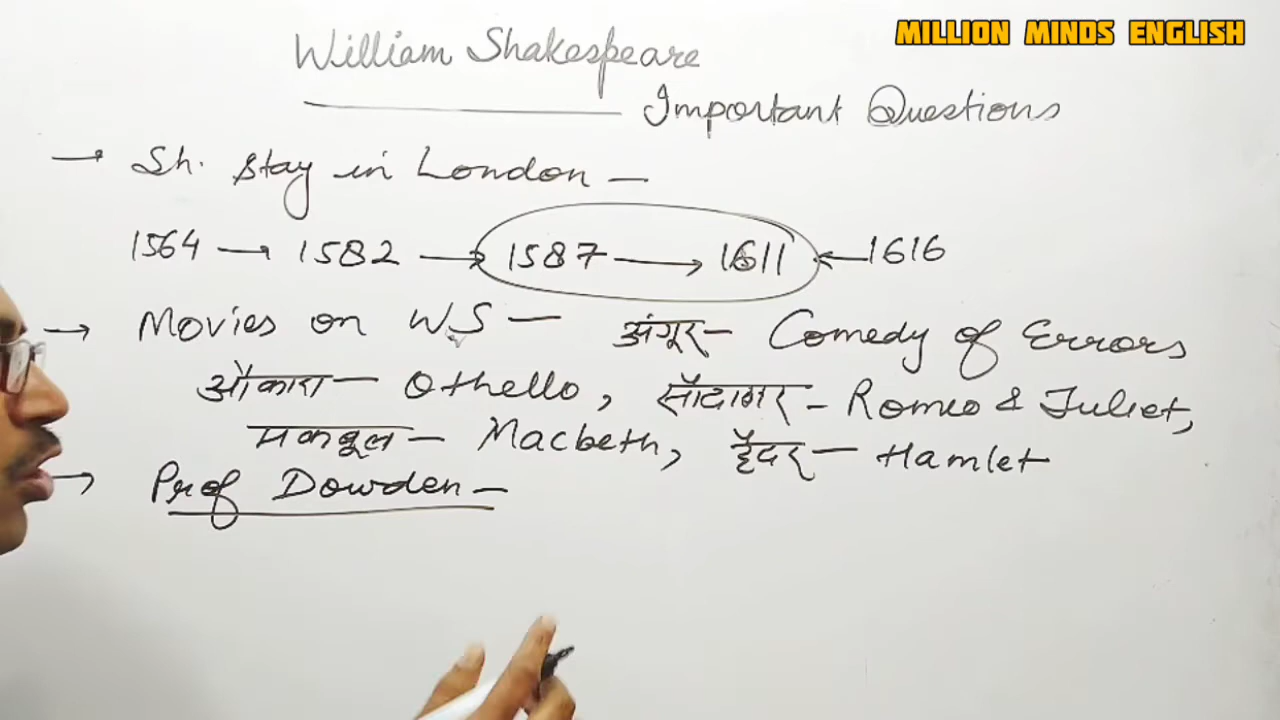 MILLION MINDS ENGLISH
William Shakespeare
Important Questions
→ Sh. stay in London —
1564 → 1582 → 1587 → 1611 ← 1616
→ Movies on WS — अंगूर - Comedy of Errors
ओंकारा - Othello, सौदागर - Romeo & Juliet,
मकबूल - Macbeth, हैदर - Hamlet
→ Prof Dowden -